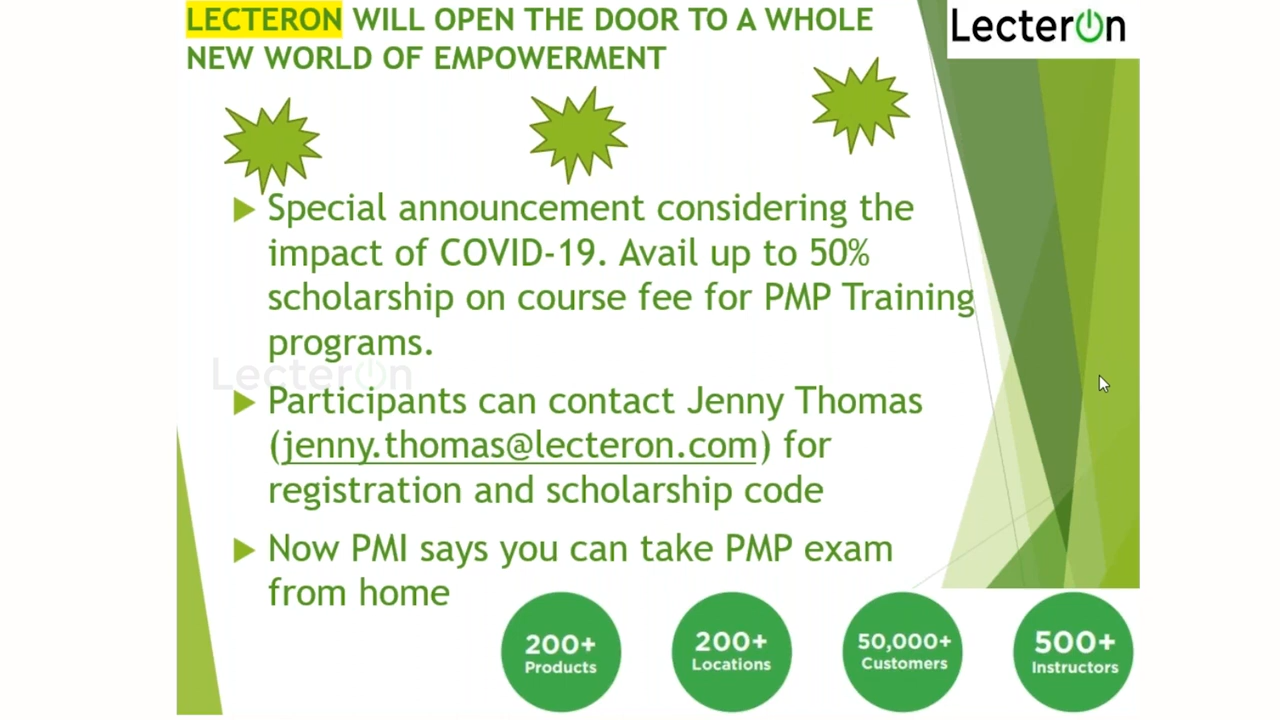 LECTERON WILL OPEN THE DOOR TO A WHOLE
NEW WORLD OF EMPOWERMENT
LecterOn
Special announcement considering the
impact of COVID-19. Avail up to 50%
scholarship on course fee for PMP Training
programs.
LecterOn
Participants can contact Jenny Thomas
(jenny.thomas@lecteron.com) for
registration and scholarship code
Now PMI says you can take PMP exam
from home
200+
Products
200+
Locations
50,000+
Customers
500+
Instructors